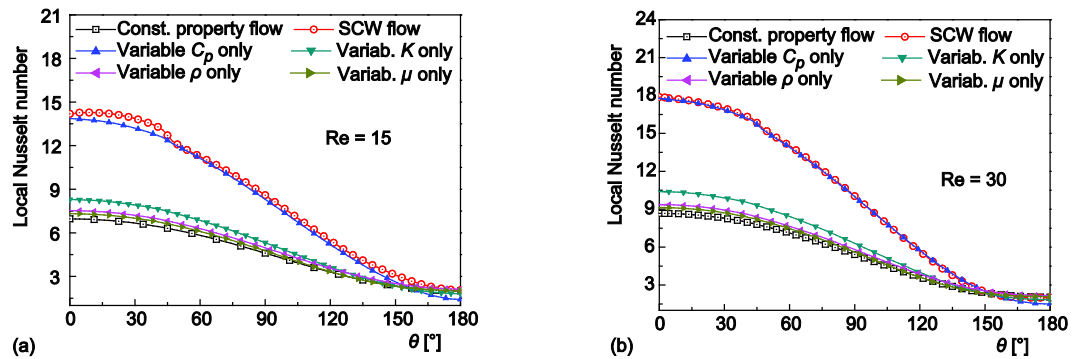 21
18
15
12
9
6
3
Local Nusselt number
Const. property flow
SCW flow
Variable Cp only
Variab. K only
Variable ρ only
Variab. μ only
Re = 15
0 30 60 90 120 150 180
θ [°]
(a)
24
21
18
15
12
9
6
3
Local Nusselt number
Const. property flow
SCW flow
Variable Cp only
Variab. K only
Variable ρ only
Variab. μ only
Re = 30
0 30 60 90 120 150 180
θ [°]
(b)